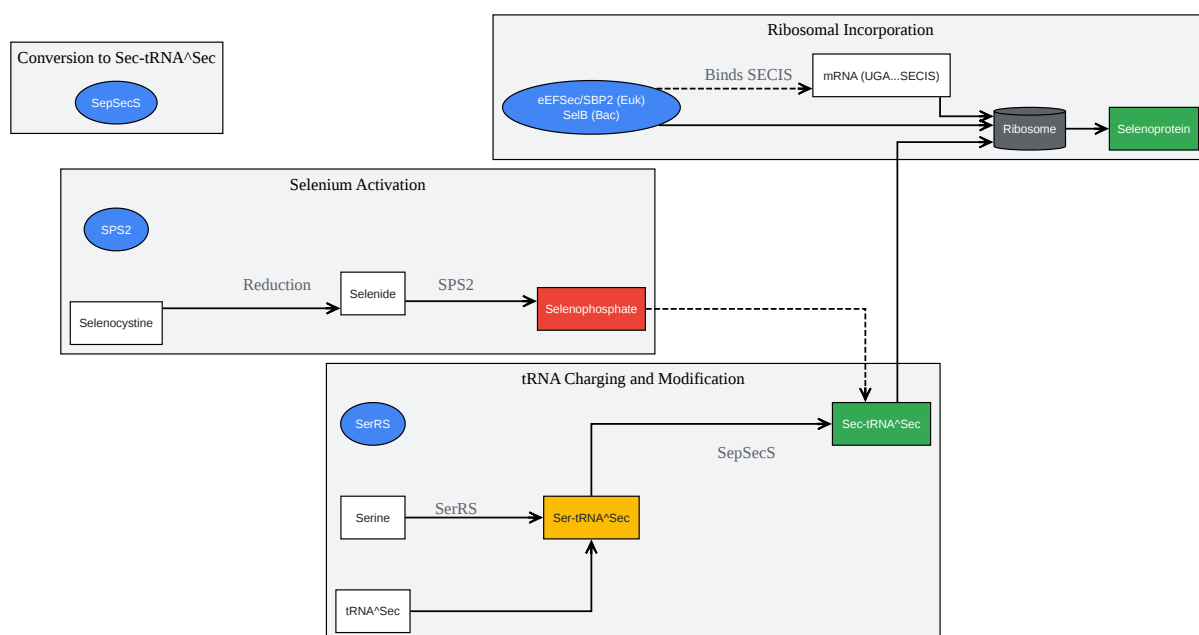 Ribosomal Incorporation
Conversion to Sec-tRNA^Sec
SepSecS
eEFSec/SBP2 (Euk)
SelB (Bac)
Binds SECIS
mRNA (UGA...SECIS)
Ribosome
Selenoprotein
Selenium Activation
SPS2
Selenocystine
Reduction
Selenide
SPS2
Selenophosphate
tRNA Charging and Modification
SerRS
Sec-tRNA^Sec
SepSecS
Serine
SerRS
Ser-tRNA^Sec
tRNA^Sec